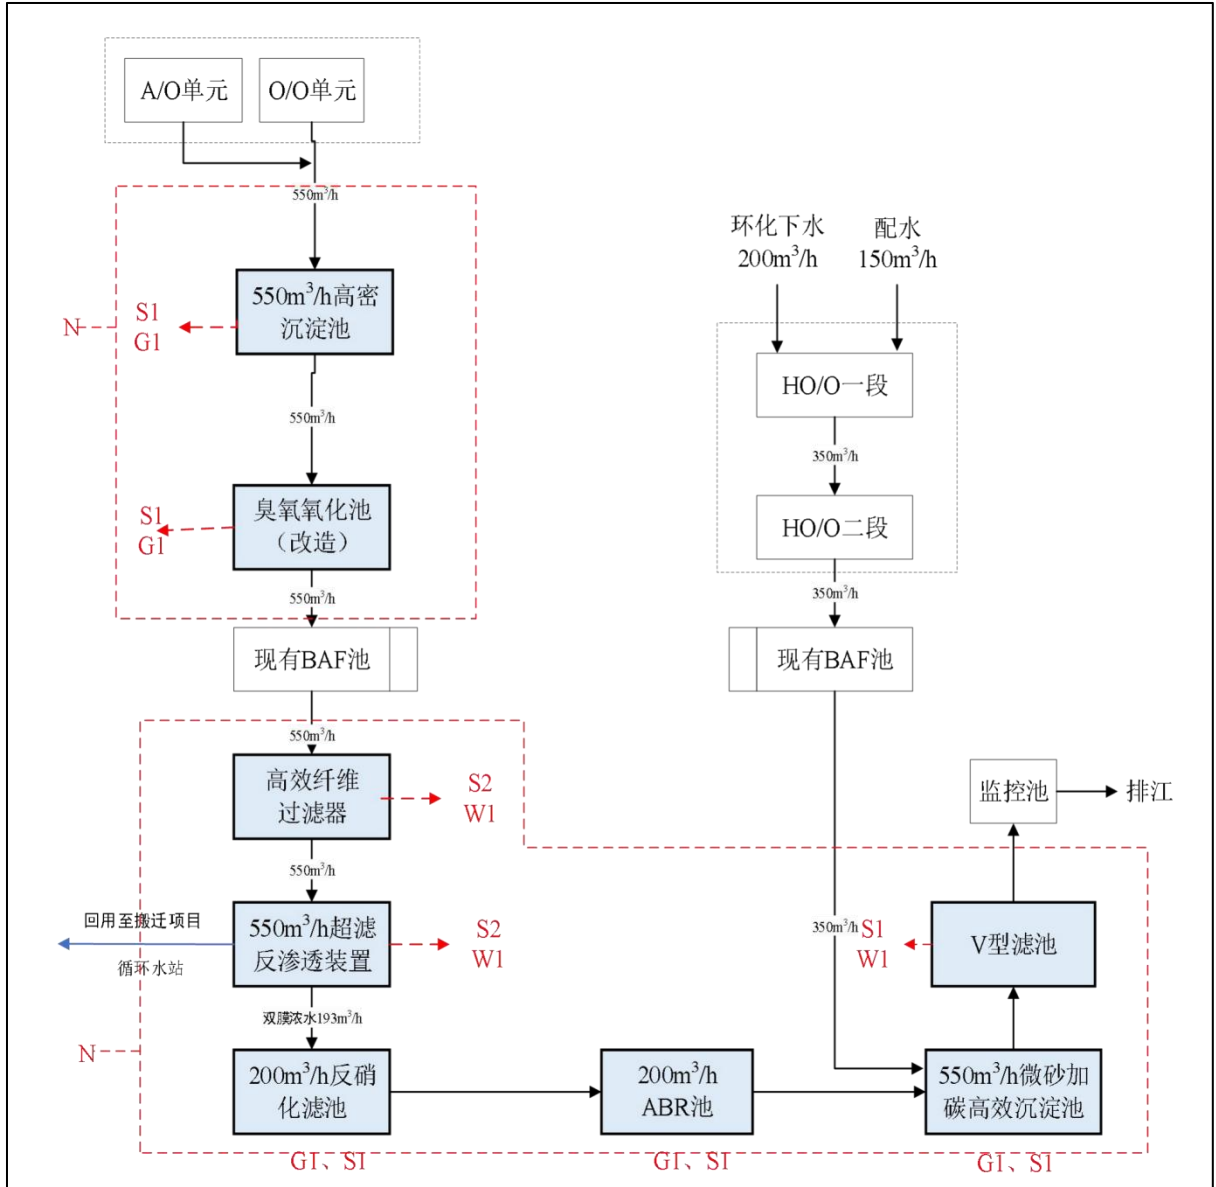 A/O单元
O/O单元
550m³/h
环化下水
200m³/h
配水
150m³/h
550m³/h高密
沉淀池
N
S1
G1
HO/O一段
550m³/h
350m³/h
臭氧氧化池
（改造）
S1
G1
HO/O二段
550m³/h
350m³/h
现有BAF池
现有BAF池
550m³/h
高效纤维
过滤器
S2
W1
监控池
排江
550m³/h
回用至搬迁项目
循环水站
550m³/h超滤
反渗透装置
S2
W1
350m³/h
S1
W1
V型滤池
双膜浓水193m³/h
N
200m³/h反硝
化滤池
200m³/h
ABR池
550m³/h微砂加
碳高效沉淀池
G1、S1
G1、S1
G1、S1